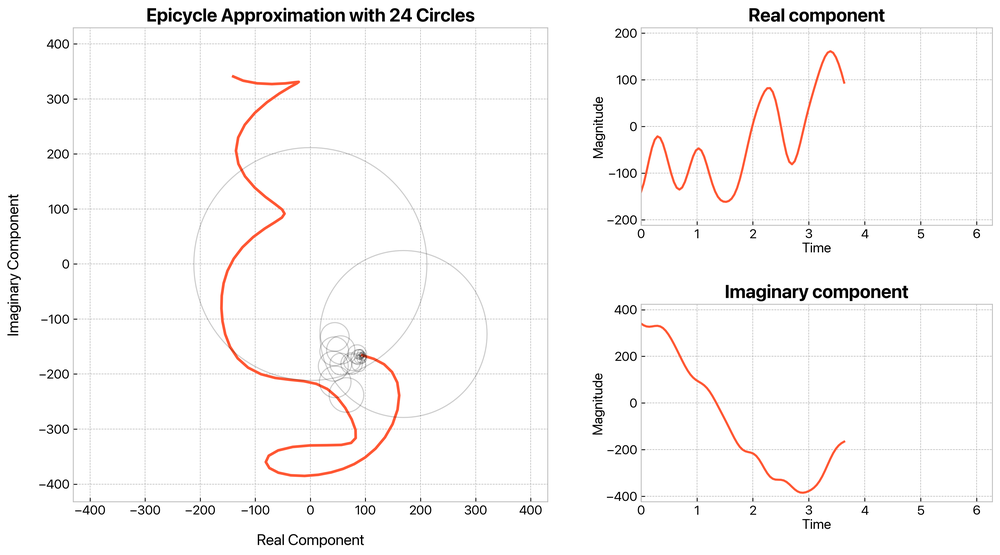 Epicycle Approximation with 24 Circles
400
300
200
100
0
−100
−200
−300
−400
Imaginary Component
−400 −300 −200 −100 0 100 200 300 400
Real Component
Real component
200
100
0
−100
−200
Magnitude
0 1 2 3 4 5 6
Time
Imaginary component
400
200
0
−200
−400
Magnitude
0 1 2 3 4 5 6
Time